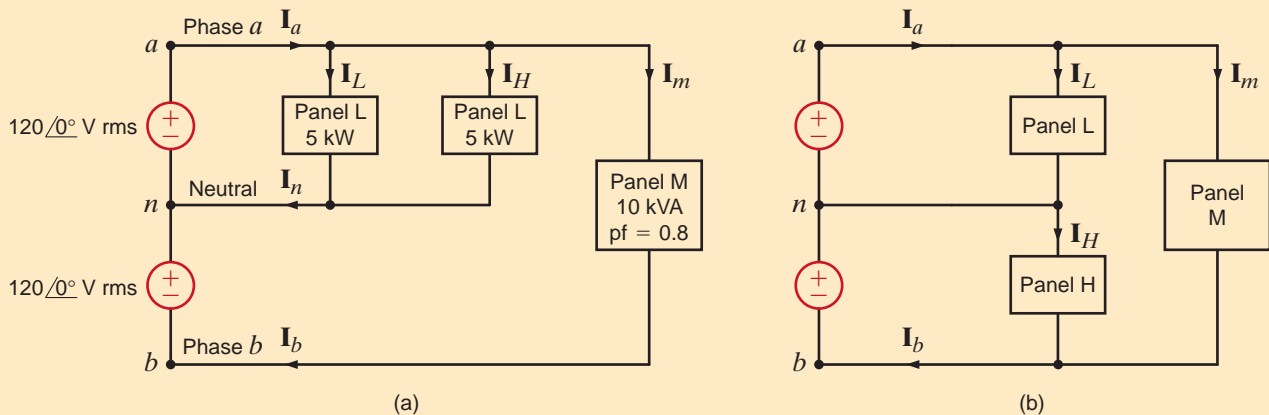 Phase a I_a
a
I_L
I_H
I_m
Panel L
5 kW
Panel L
5 kW
+
−
120/0° V rms
Neutral
I_n
n
Panel M
10 kVA
pf = 0.8
+
−
120/0° V rms
Phase b I_b
b
(a)
I_a
a
I_L
I_m
Panel L
+
−
n
Panel
M
I_H
Panel H
+
−
I_b
b
(b)